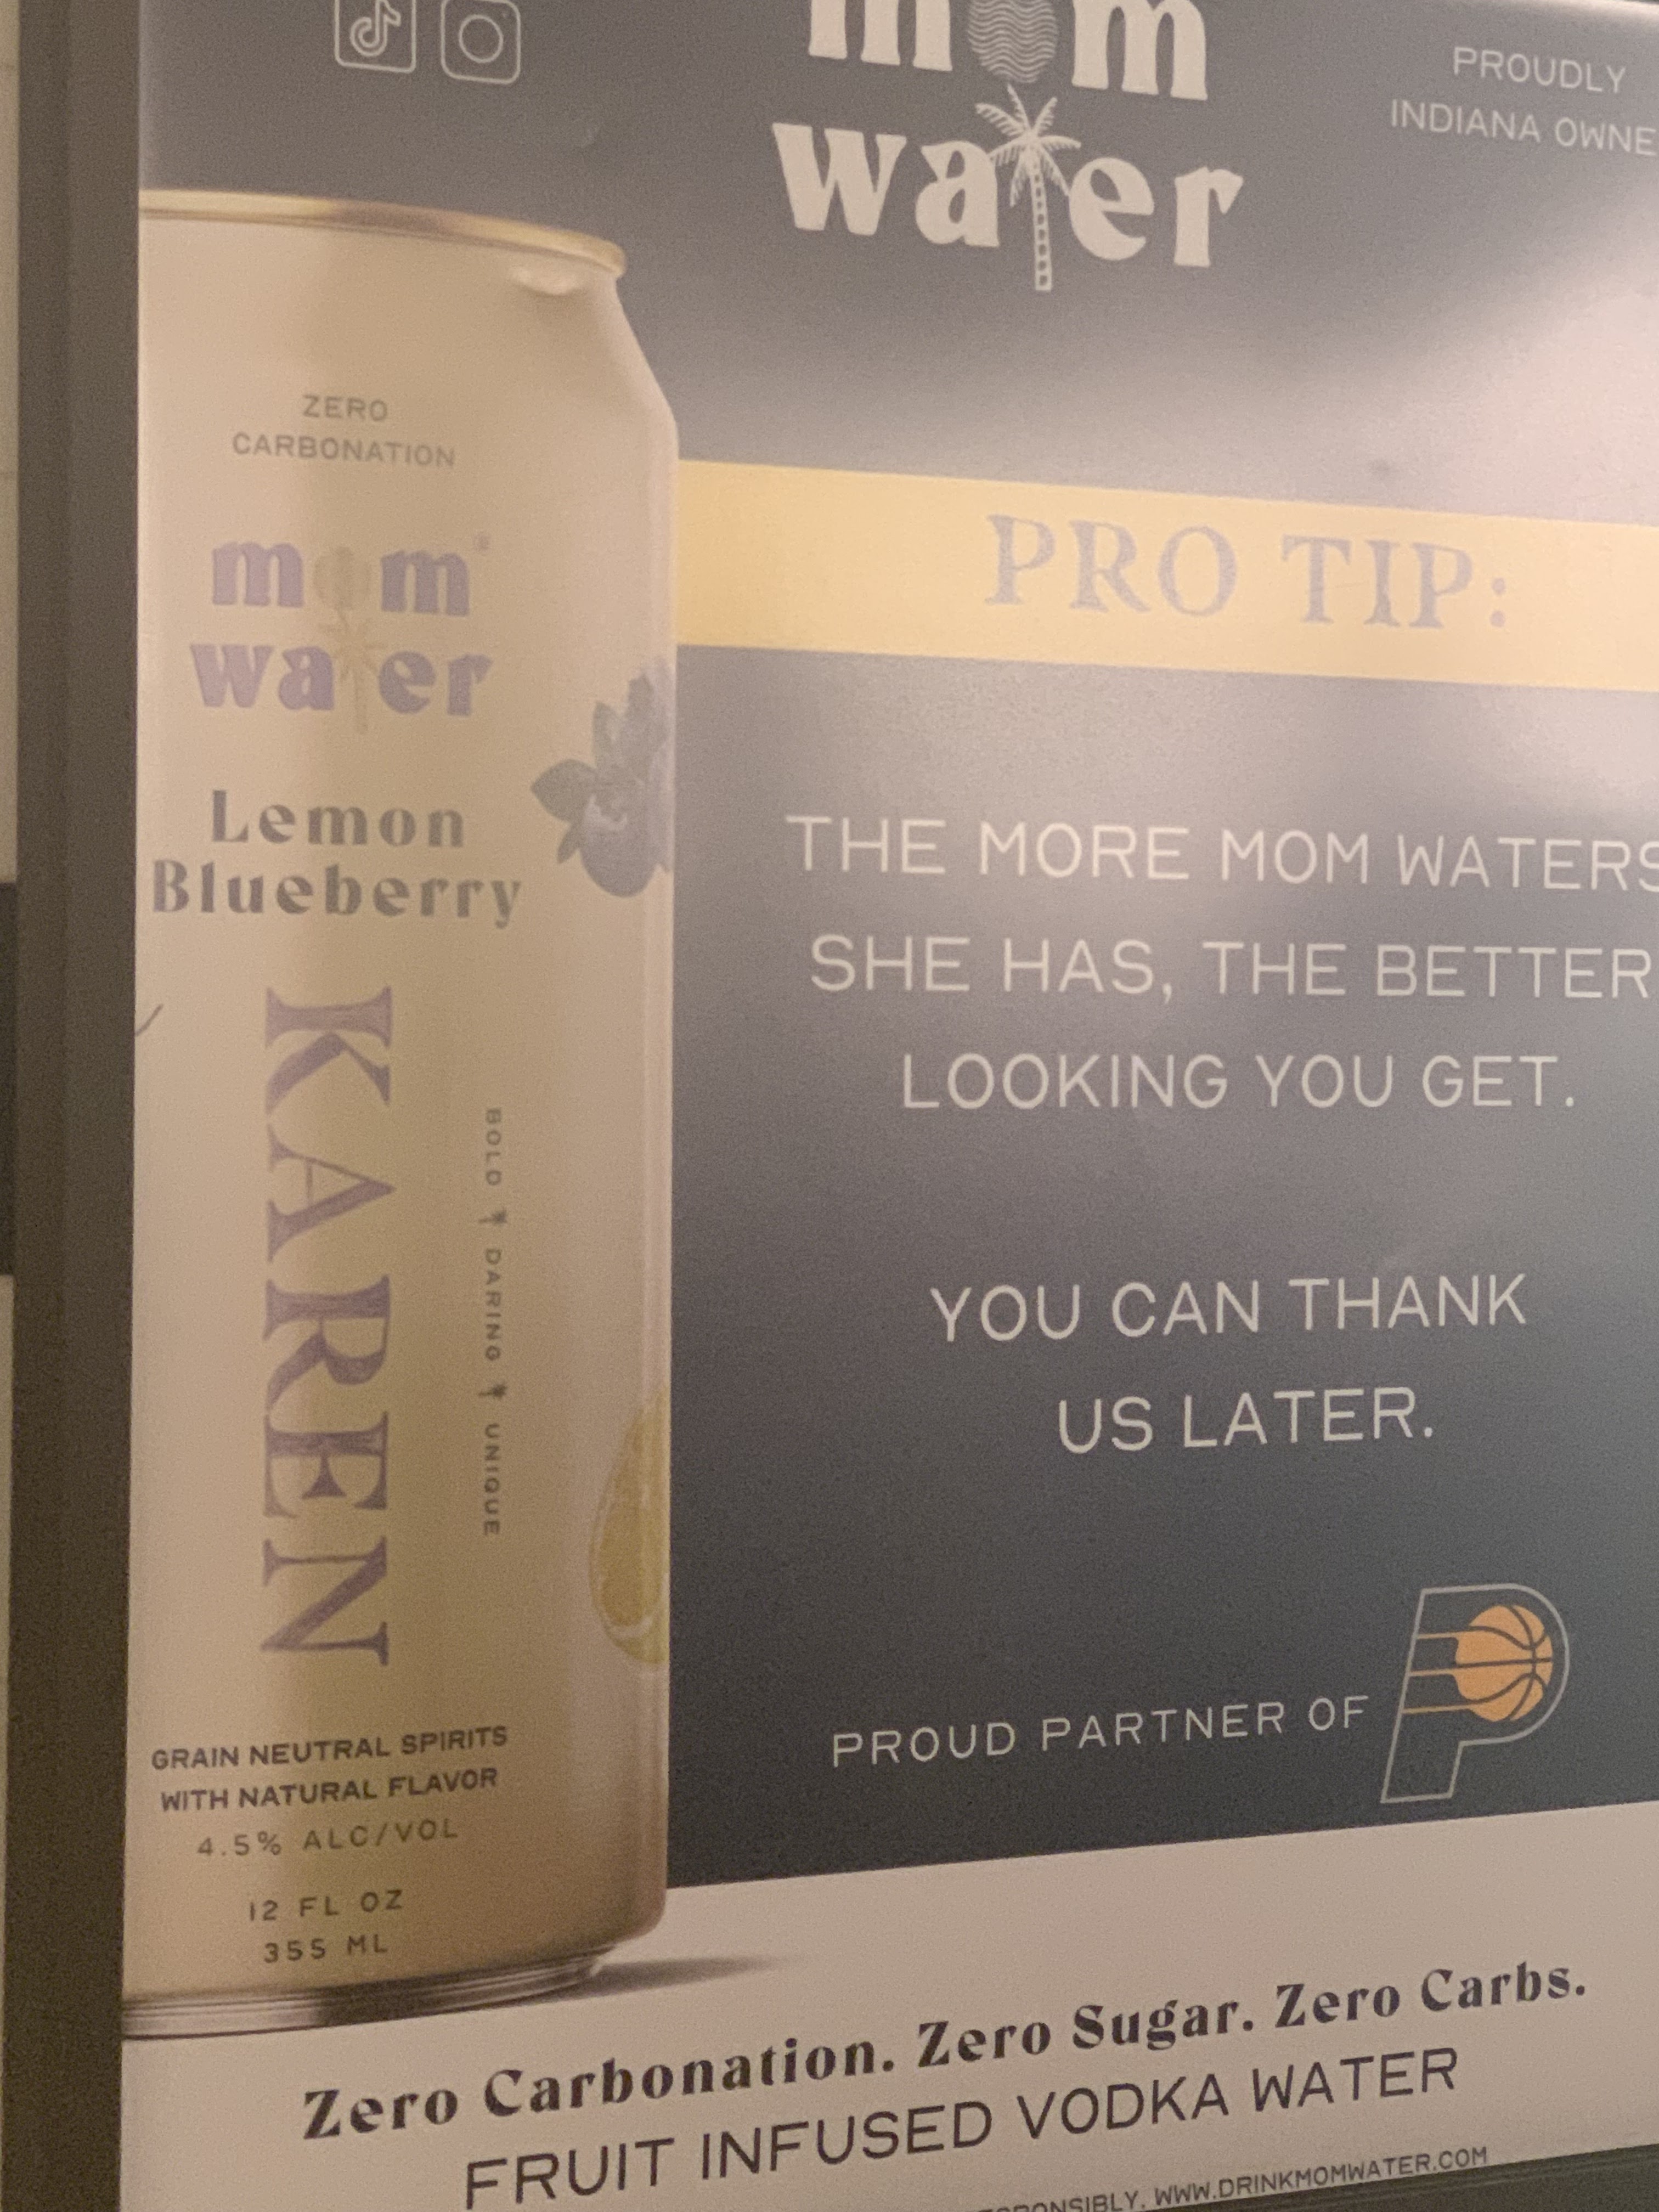 mom
water
PROUDLY
INDIANA OWNE
ZERO
CARBONATION
mom®
water
Lemon
Blueberry
KAREN
BOLD DARING UNIQUE
GRAIN NEUTRAL SPIRITS
WITH NATURAL FLAVOR
4.5% ALC/VOL
12 FL OZ
355 ML
PRO TIP:
THE MORE MOM WATERS
SHE HAS, THE BETTER
LOOKING YOU GET.
YOU CAN THANK
US LATER.
PROUD PARTNER OF
P
Zero Carbonation. Zero Sugar. Zero Carbs.
FRUIT INFUSED VODKA WATER
ESPONSIBLY. WWW.DRINKMOMWATER.COM